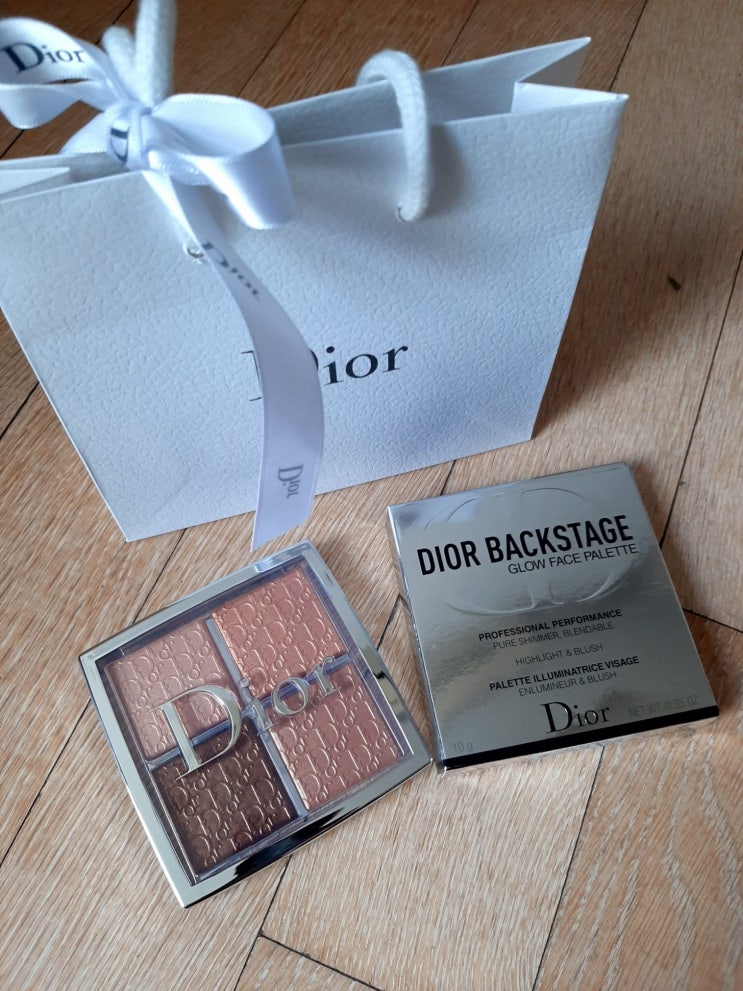 Dior
Dior
Dior
Dior
DIOR BACKSTAGE
GLOW FACE PALETTE
PROFESSIONAL PERFORMANCE
PURE SHIMMER, BLENDABLE
HIGHLIGHT & BLUSH
PALETTE ILLUMINATRICE VISAGE
ENLUMINEUR & BLUSH
Dior
10 g
NET WT. 0.35 OZ
Dior